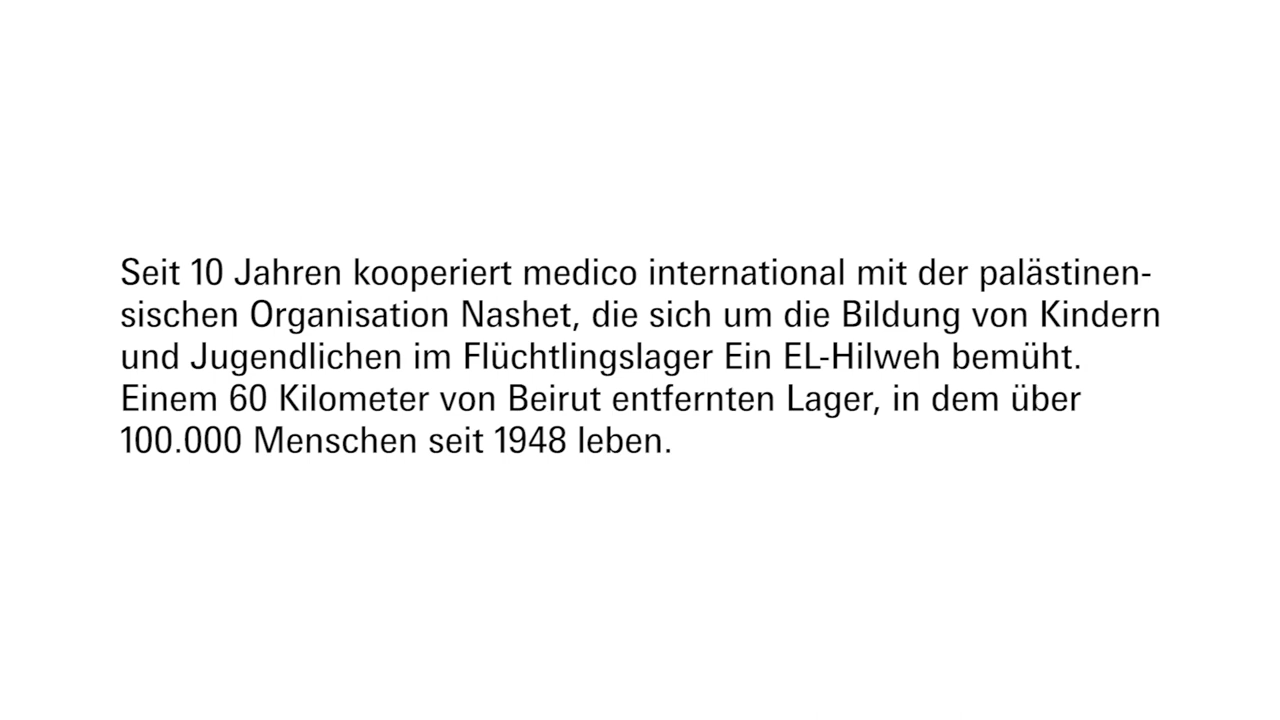 Seit 10 Jahren kooperiert medico international mit der palästinen-
sischen Organisation Nashet, die sich um die Bildung von Kindern
und Jugendlichen im Flüchtlingslager Ein EL-Hilweh bemüht.
Einem 60 Kilometer von Beirut entfernten Lager, in dem über
100.000 Menschen seit 1948 leben.